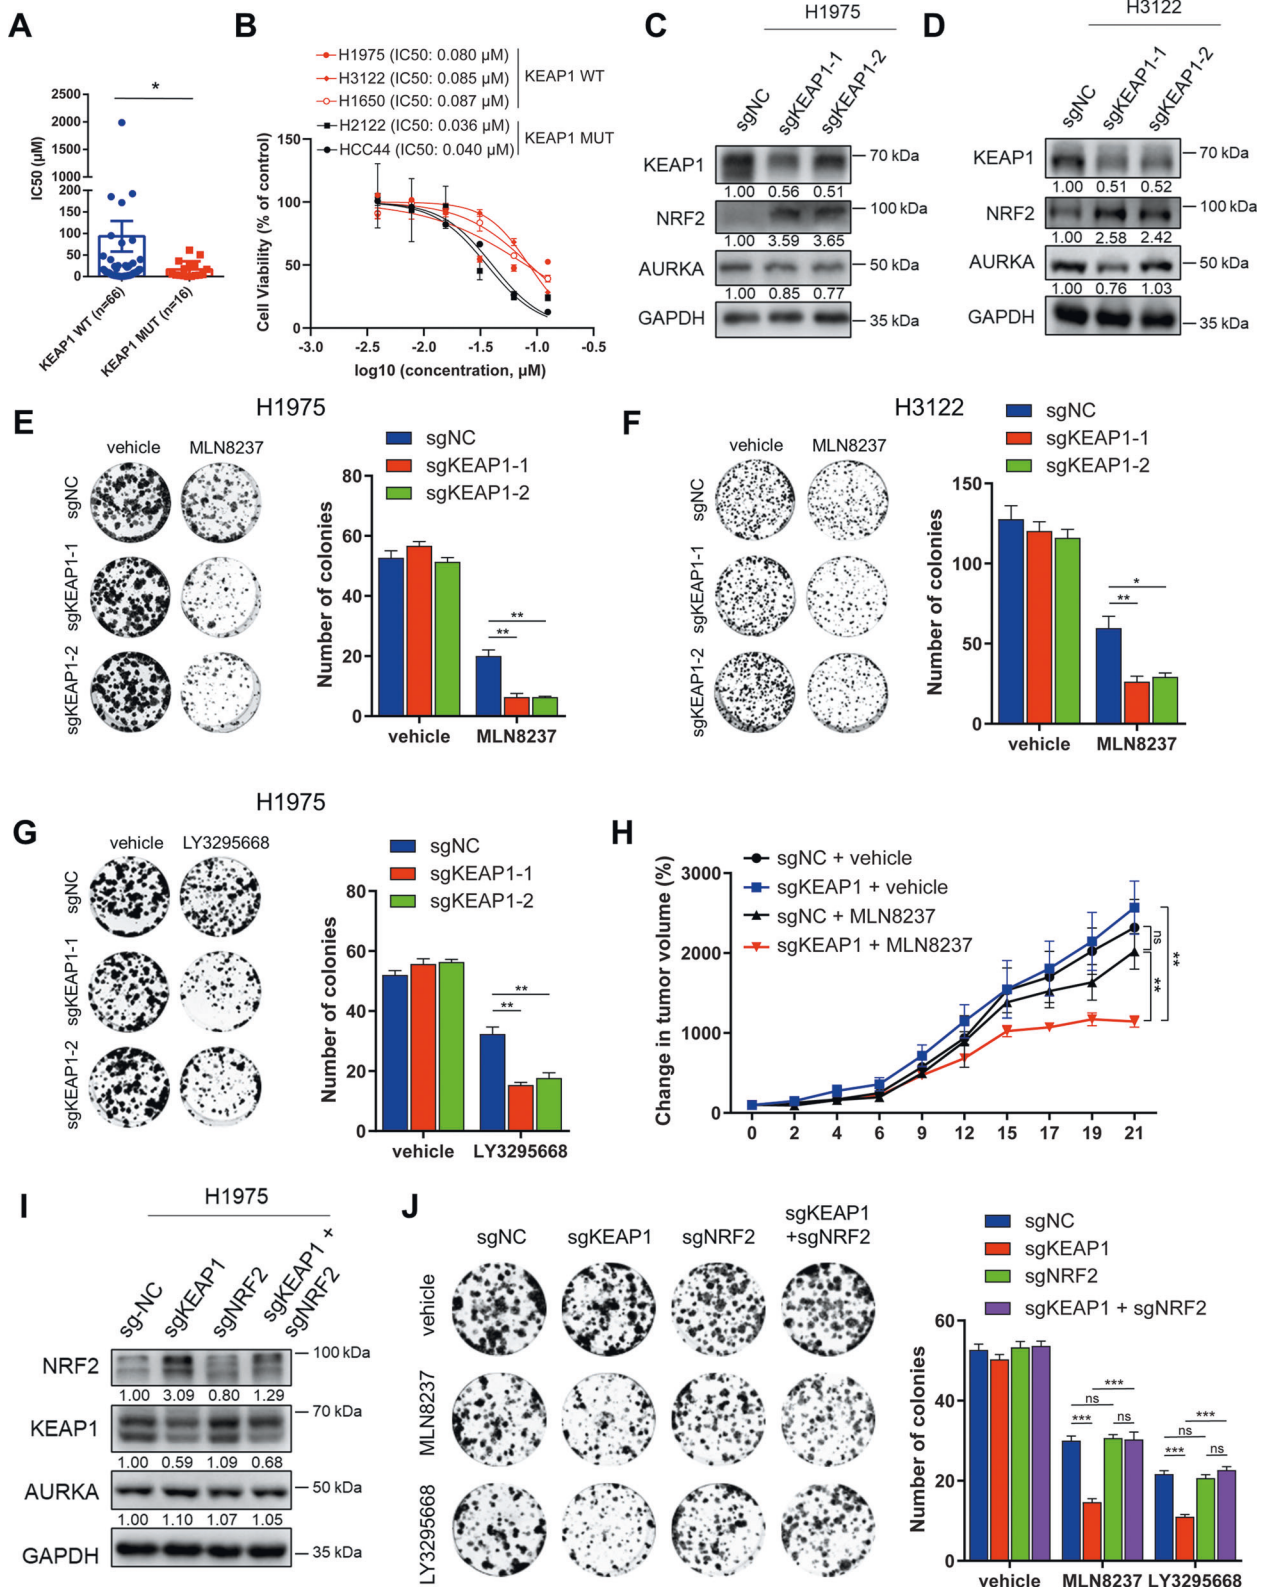 A
IC50 (µM)
2500
2000
1500
1000
200
150
100
50
0
*
KEAP1 WT (n=66)
KEAP1 MUT (n=16)
B
H1975 (IC50: 0.080 µM)
H3122 (IC50: 0.085 µM)
H1650 (IC50: 0.087 µM)
KEAP1 WT
H2122 (IC50: 0.036 µM)
HCC44 (IC50: 0.040 µM)
KEAP1 MUT
Cell Viability (% of control)
150
100
50
0
-3.0 -2.5 -2.0 -1.5 -1.0 -0.5
log10 (concentration, µM)
C
H1975
sgNC sgKEAP1-1 sgKEAP1-2
KEAP1 70 kDa
1.00 0.56 0.51
NRF2 100 kDa
1.00 3.59 3.65
AURKA 50 kDa
1.00 0.85 0.77
GAPDH 35 kDa
D
H3122
sgNC sgKEAP1-1 sgKEAP1-2
KEAP1 70 kDa
1.00 0.51 0.52
NRF2 100 kDa
1.00 2.58 2.42
AURKA 50 kDa
1.00 0.76 1.03
GAPDH 35 kDa
E
H1975
vehicle MLN8237
sgNC
sgKEAP1-1
sgKEAP1-2
sgNC
sgKEAP1-1
sgKEAP1-2
Number of colonies
80
60
40
20
0
**
**
vehicle MLN8237
F
H3122
vehicle MLN8237
sgNC
sgKEAP1-1
sgKEAP1-2
sgNC
sgKEAP1-1
sgKEAP1-2
Number of colonies
150
100
50
0
*
**
vehicle MLN8237
G
H1975
vehicle LY3295668
sgNC
sgKEAP1-1
sgKEAP1-2
sgNC
sgKEAP1-1
sgKEAP1-2
Number of colonies
80
60
40
20
0
**
**
vehicle LY3295668
H
sgNC + vehicle
sgKEAP1 + vehicle
sgNC + MLN8237
sgKEAP1 + MLN8237
Change in tumor volume (%)
3000
2000
1000
0
ns
**
**
0 2 4 6 9 12 15 17 19 21
I
H1975
sg-NC sgKEAP1 sgNRF2 sgKEAP1 + sgNRF2
NRF2 100 kDa
1.00 3.09 0.80 1.29
KEAP1 70 kDa
1.00 0.59 1.09 0.68
AURKA 50 kDa
1.00 1.10 1.07 1.05
GAPDH 35 kDa
J
sgNC sgKEAP1 sgNRF2 sgKEAP1
+sgNRF2
vehicle
MLN8237
LY3295668
sgNC
sgKEAP1
sgNRF2
sgKEAP1 + sgNRF2
Number of colonies
60
40
20
0
***
ns
*** ns
***
ns
*** ns
vehicle MLN8237 LY3295668